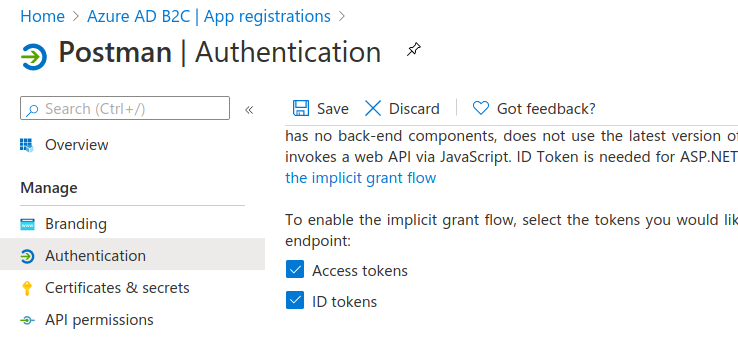 Home > Azure AD B2C | App registrations >
Postman | Authentication
Search (Ctrl+/)
«
Save
Discard
Got feedback?
Overview
Manage
Branding
Authentication
Certificates & secrets
API permissions
has no back-end components, does not use the latest version of
invokes a web API via JavaScript. ID Token is needed for ASP.NET
the implicit grant flow
To enable the implicit grant flow, select the tokens you would lik
endpoint:
Access tokens
ID tokens